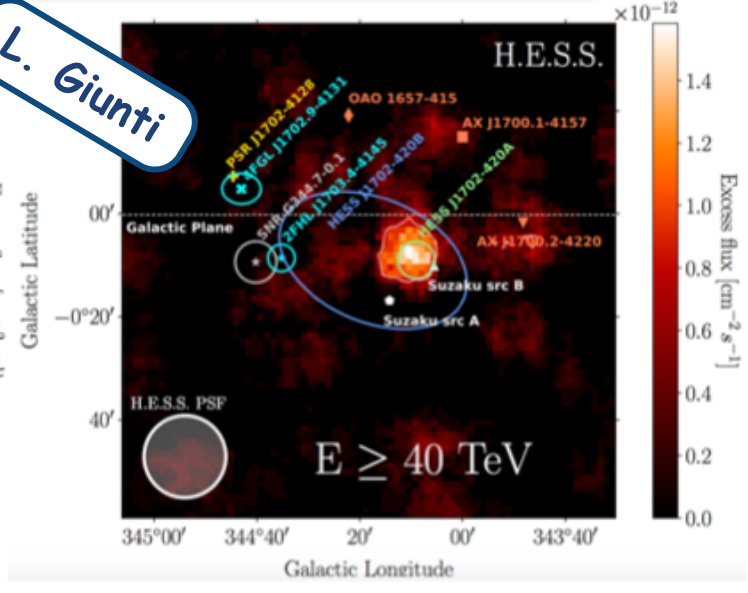 ×10⁻¹²
L. Giunti
H.E.S.S.
PSR J1702-4128
4FGL J1702.9-4131
OAO 1657-415
AX J1700.1-4157
SNR G344.7-0.1
2FHL J1703.4-4145
HESS J1702-420B
HESS J1702-420A
Galactic Plane
AX J1700.2-4220
Suzaku src B
Suzaku src A
H.E.S.S. PSF
E ≥ 40 TeV
Galactic Latitude
00′
−0°20′
40′
345°00′ 344°40′ 20′ 00′ 343°40′
Galactic Longitude
1.4
1.2
1.0
0.8
0.6
0.4
0.2
0.0
Excess flux [cm⁻² s⁻¹]